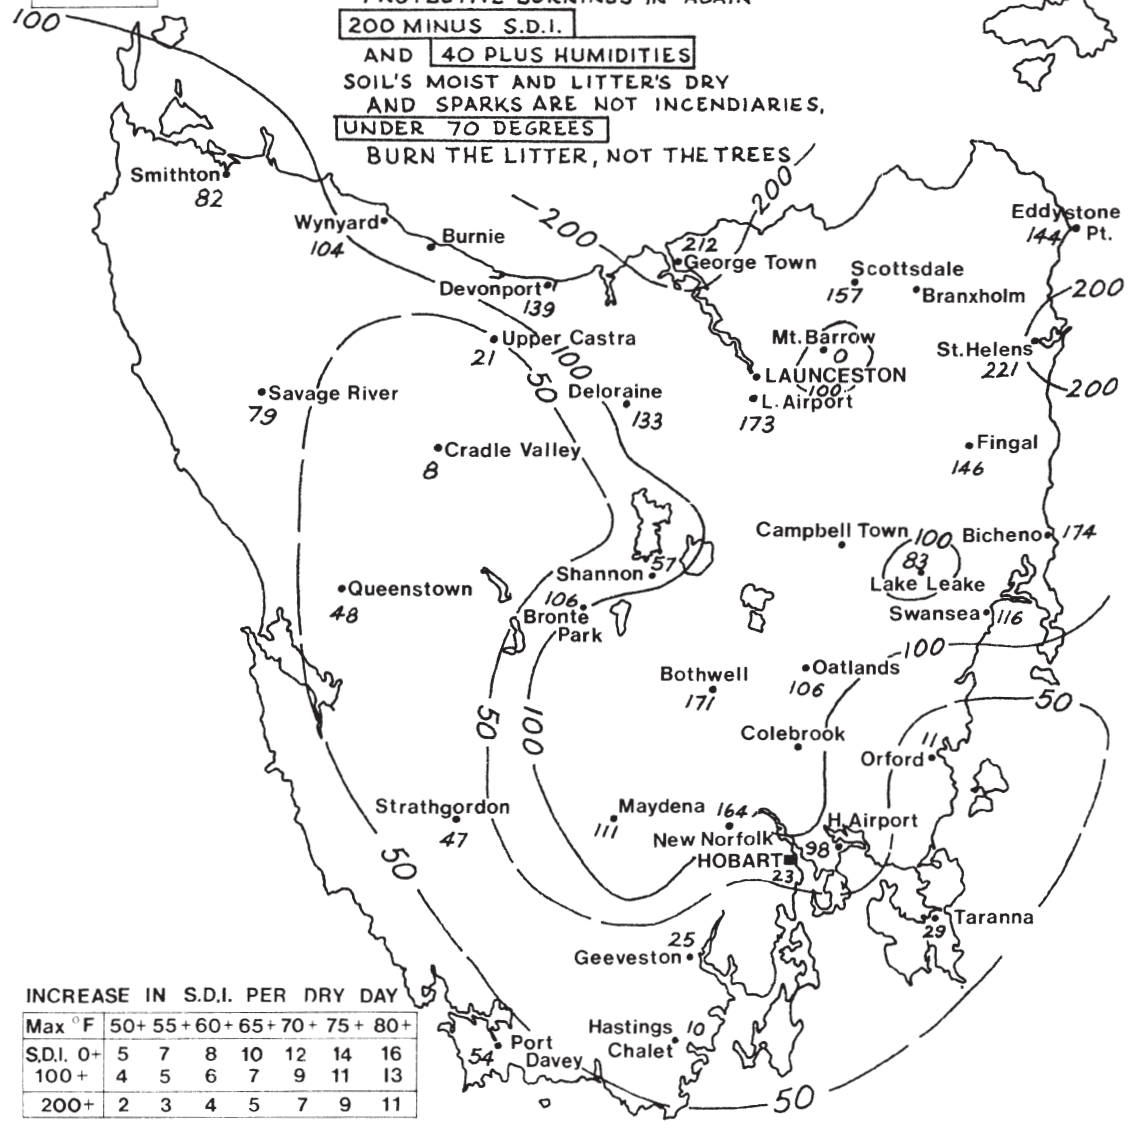 100
PROTECTIVE BURNINGS IN AGAIN
200 MINUS S.D.I.
AND 40 PLUS HUMIDITIES
SOIL'S MOIST AND LITTER'S DRY
AND SPARKS ARE NOT INCENDIARIES,
UNDER 70 DEGREES
BURN THE LITTER, NOT THE TREES
Smithton
82
200
200
Wynyard
104
Burnie
212
George Town
Eddystone
Pt.
144
Devonport
139
Scottsdale
157
Branxholm
200
Upper Castra
21
100
50
Mt. Barrow
0
100
St. Helens
221
200
LAUNCESTON
L. Airport
173
Savage River
79
Deloraine
133
Cradle Valley
8
Fingal
146
Campbell Town
100
83
Lake Leake
Bicheno
174
Shannon
57
Queenstown
48
106
Bronte
Park
Swansea
116
100
Bothwell
171
Oatlands
106
50
50
100
Colebrook
11
Orford
Strathgordon
47
Maydena
111
164
New Norfolk
H. Airport
98
HOBART
23
50
Taranna
29
25
Geeveston
Hastings
Chalet
10
Port
Davey
54
50
INCREASE IN S.D.I. PER DRY DAY
Max °F 50+ 55+ 60+ 65+ 70+ 75+ 80+
S.D.I. 0+ 5 7 8 10 12 14 16
100+ 4 5 6 7 9 11 13
200+ 2 3 4 5 7 9 11